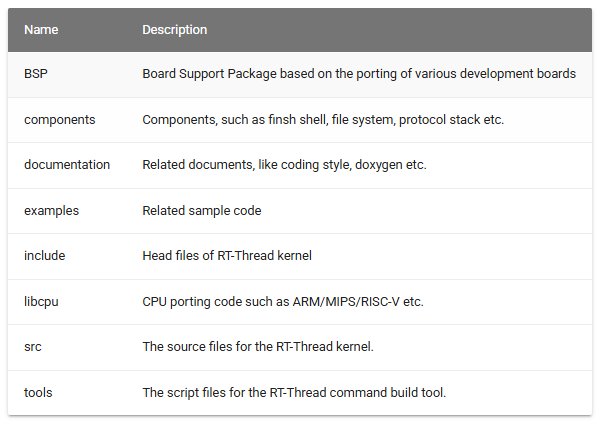 Name Description
BSP Board Support Package based on the porting of various development boards
components Components, such as finsh shell, file system, protocol stack etc.
documentation Related documents, like coding style, doxygen etc.
examples Related sample code
include Head files of RT-Thread kernel
libcpu CPU porting code such as ARM/MIPS/RISC-V etc.
src The source files for the RT-Thread kernel.
tools The script files for the RT-Thread command build tool.